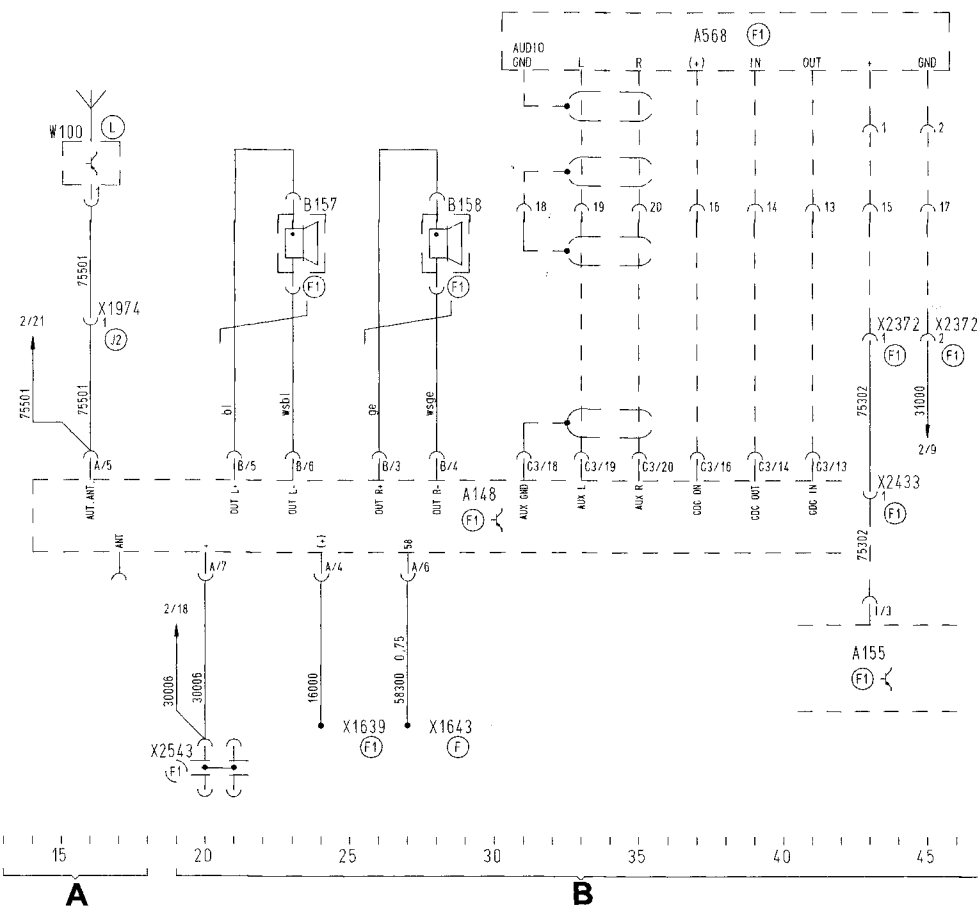 A568 F1
AUDIO
GND L R (+) IN OUT + GND
W100 L
1 2
B157 B158
18 19 20 16 14 13 15 17
75501
F1 F1
X1974
1
J2
2/21
X2372 X2372
1 2
F1 F1
75501 75501
bl wsbl ge wsge
75302 31000
2/9
A/5 B/5 B/6 B/3 B/4 C3/18 C3/19 C3/20 C3/16 C3/14 C3/13
X2433
1
F1
AUT.ANT OUT L+ OUT L- OUT R+ OUT R- AUX GND AUX L AUX R CDC ON CDC OUT CDC IN
A148
F1
ANT (+) 58
75302
A/7 A/4 A/6
2/18
1/3
30006 30006 16000 58300 0,75
A155
F1
X2543
F1
X1639
F1
X1643
F
15 20 25 30 35 40 45
A B